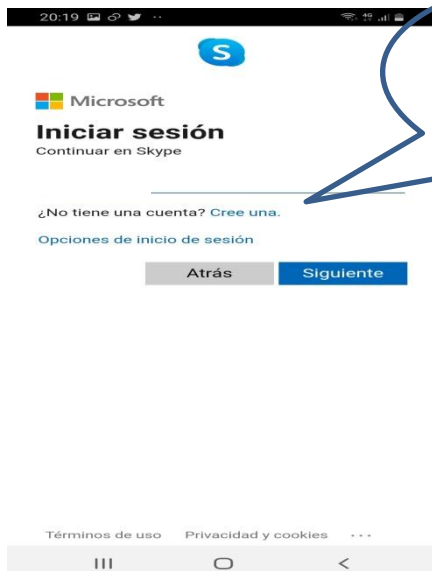 20:19
S
Microsoft
Iniciar sesión
Continuar en Skype
¿No tiene una cuenta? Cree una.
Opciones de inicio de sesión
Atrás Siguiente
Términos de uso Privacidad y cookies ...